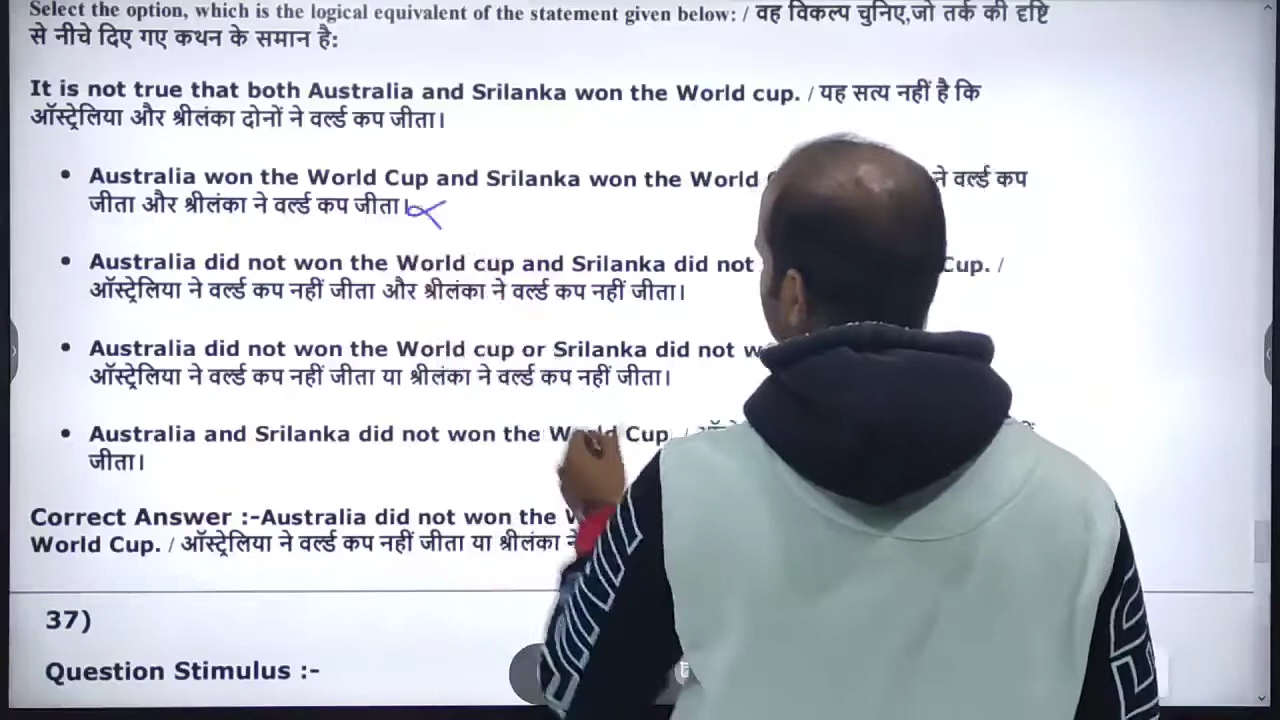 Select the option, which is the logical equivalent of the statement given below: / वह विकल्प चुनिए,जो तर्क की दृष्टि
से नीचे दिए गए कथन के समान है:
It is not true that both Australia and Srilanka won the World cup. / यह सत्य नहीं है कि
ऑस्ट्रेलिया और श्रीलंका दोनों ने वर्ल्ड कप जीता।
Australia won the World Cup and Srilanka won the World ने वर्ल्ड कप
जीता और श्रीलंका ने वर्ल्ड कप जीता।
Australia did not won the World cup and Srilanka did not Cup. /
ऑस्ट्रेलिया ने वर्ल्ड कप नहीं जीता और श्रीलंका ने वर्ल्ड कप नहीं जीता।
Australia did not won the World cup or Srilanka did not
ऑस्ट्रेलिया ने वर्ल्ड कप नहीं जीता या श्रीलंका ने वर्ल्ड कप नहीं जीता।
Australia and Srilanka did not won the World Cup /
जीता।
Correct Answer :-Australia did not won the
World Cup. / ऑस्ट्रेलिया ने वर्ल्ड कप नहीं जीता या श्रीलंका
37)
Question Stimulus :-